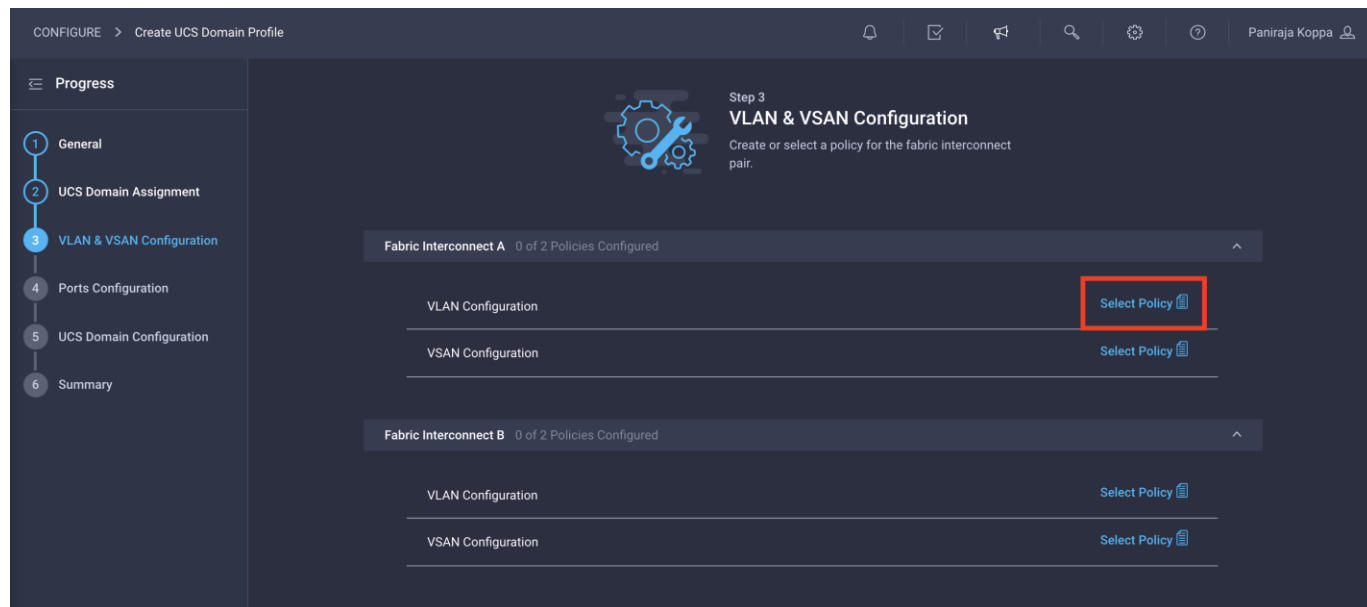 CONFIGURE > Create UCS Domain Profile
Paniraja Koppa
Progress
1 General
2 UCS Domain Assignment
3 VLAN & VSAN Configuration
4 Ports Configuration
5 UCS Domain Configuration
6 Summary
Step 3
VLAN & VSAN Configuration
Create or select a policy for the fabric interconnect
pair.
Fabric Interconnect A 0 of 2 Policies Configured
VLAN Configuration Select Policy
VSAN Configuration Select Policy
Fabric Interconnect B 0 of 2 Policies Configured
VLAN Configuration Select Policy
VSAN Configuration Select Policy